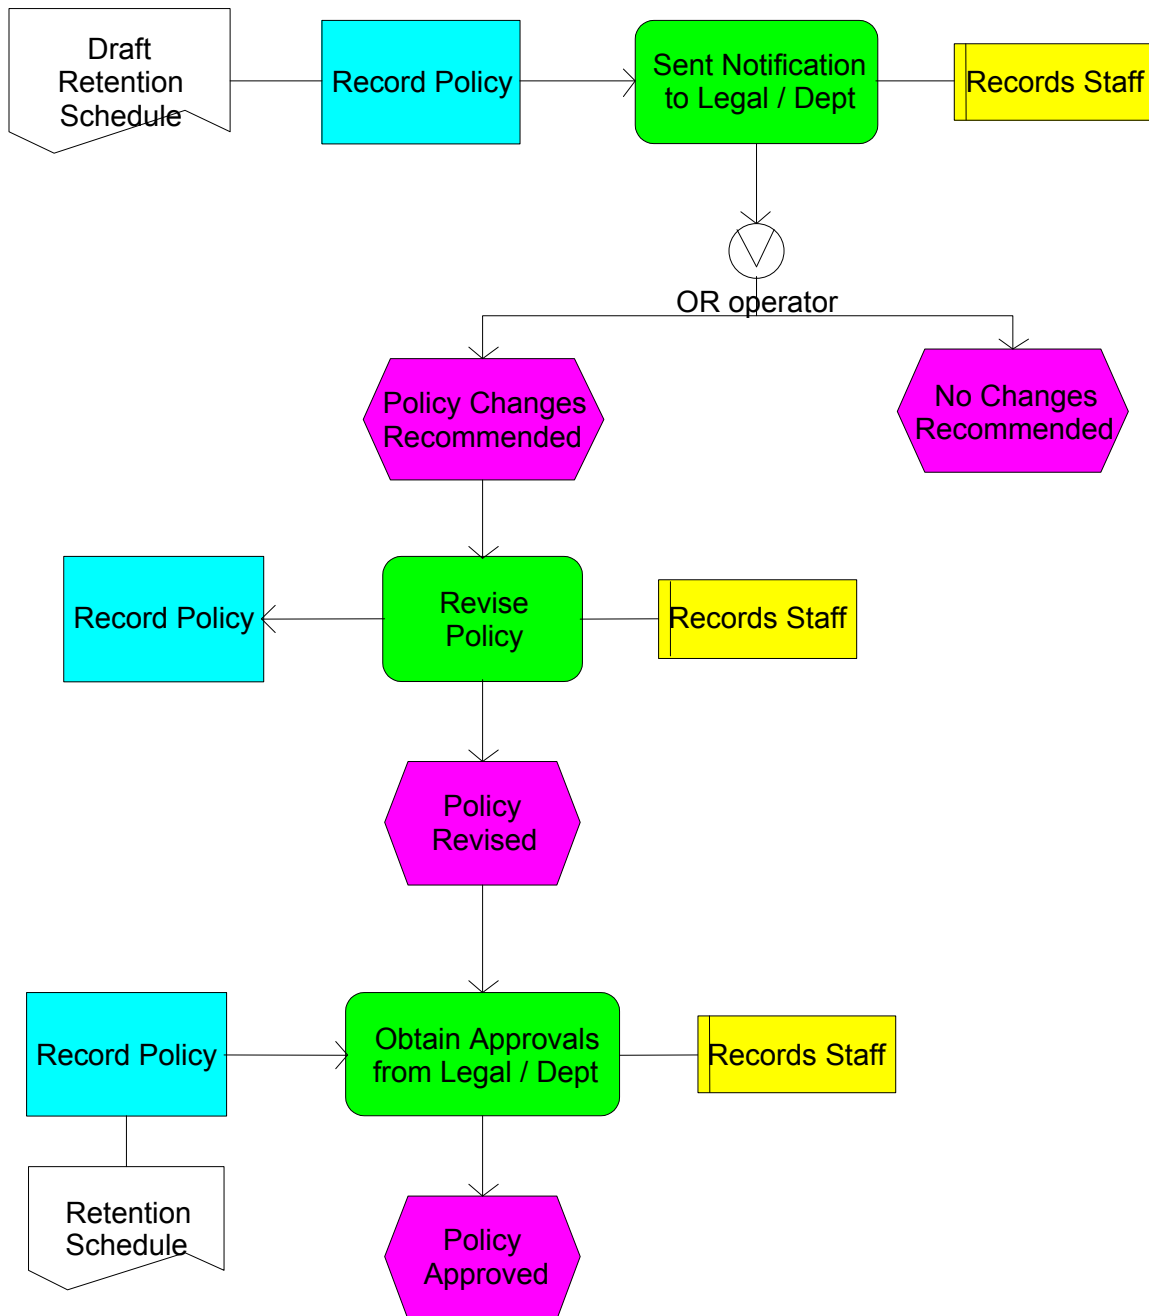 Draft
Retention
Schedule
Record Policy
Sent Notification
to Legal / Dept
Records Staff
OR operator
Policy Changes
Recommended
No Changes
Recommended
Record Policy
Revise
Policy
Records Staff
Policy
Revised
Record Policy
Obtain Approvals
from Legal / Dept
Records Staff
Retention
Schedule
Policy
Approved